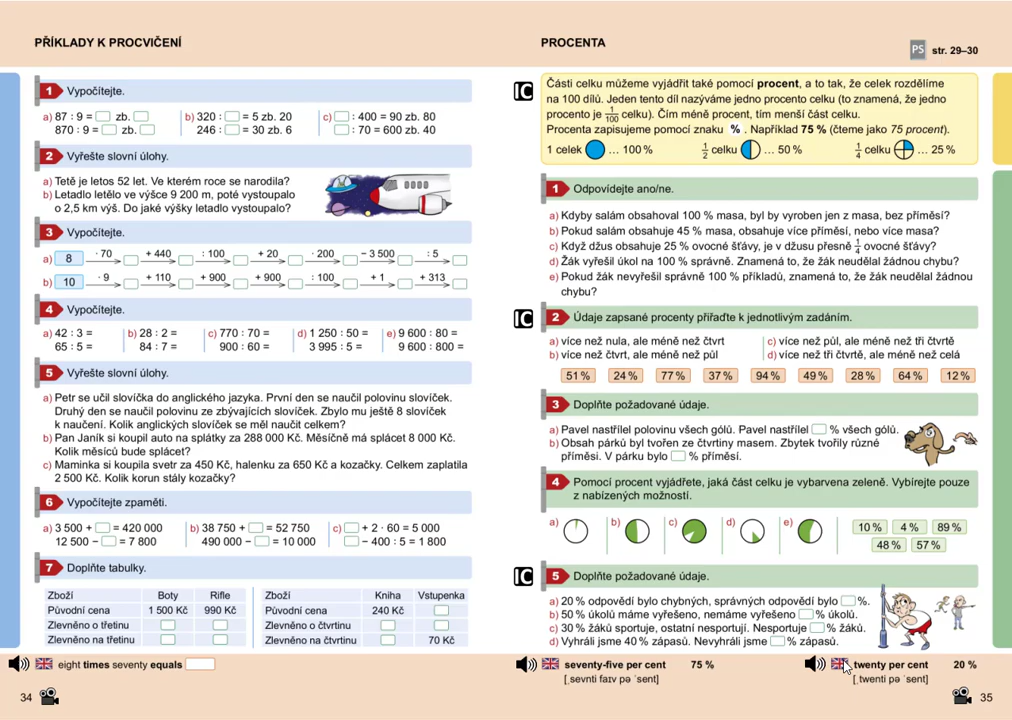 PŘÍKLADY K PROCVIČENÍ
1 Vypočítejte.
a) 87 : 9 = zb.
870 : 9 = zb.
b) 320 : = 5 zb. 20
246 : = 30 zb. 6
c) : 400 = 90 zb. 80
: 70 = 600 zb. 40
2 Vyřešte slovní úlohy.
a) Tetě je letos 52 let. Ve kterém roce se narodila?
b) Letadlo letělo ve výšce 9 200 m, poté vystoupalo
o 2,5 km výš. Do jaké výšky letadlo vystoupalo?
3 Vypočítejte.
a) 8 · 70 + 440 : 100 + 20 · 200 − 3 500 : 5
b) 10 · 9 + 110 + 900 + 900 : 100 + 1 + 313
4 Vypočítejte.
a) 42 : 3 =
65 : 5 =
b) 28 : 2 =
84 : 7 =
c) 770 : 70 =
900 : 60 =
d) 1 250 : 50 =
3 995 : 5 =
e) 9 600 : 80 =
9 600 : 800 =
5 Vyřešte slovní úlohy.
a) Petr se učil slovíčka do anglického jazyka. První den se naučil polovinu slovíček.
Druhý den se naučil polovinu ze zbývajících slovíček. Zbylo mu ještě 8 slovíček
k naučení. Kolik anglických slovíček se měl naučit celkem?
b) Pan Janík si koupil auto na splátky za 288 000 Kč. Měsíčně má splácet 8 000 Kč.
Kolik měsíců bude splácet?
c) Maminka si koupila svetr za 450 Kč, halenku za 650 Kč a kozačky. Celkem zaplatila
2 500 Kč. Kolik korun stály kozačky?
6 Vypočítejte zpaměti.
a) 3 500 + = 420 000
12 500 − = 7 800
b) 38 750 + = 52 750
490 000 − = 10 000
c) + 2 · 60 = 5 000
− 400 : 5 = 1 800
7 Doplňte tabulky.
Zboží Boty Rifle
Původní cena 1 500 Kč 990 Kč
Zlevněno o třetinu
Zlevněno na třetinu
Zboží Kniha Vstupenka
Původní cena 240 Kč
Zlevněno o čtvrtinu
Zlevněno na čtvrtinu 70 Kč
eight times seventy equals
34
PROCENTA
PS str. 29–30
Části celku můžeme vyjádřit také pomocí procent, a to tak, že celek rozdělíme
na 100 dílů. Jeden tento díl nazýváme jedno procento celku (to znamená, že jedno
procento je 1/100 celku). Čím méně procent, tím menší část celku.
Procenta zapisujeme pomocí znaku % . Například 75 % (čteme jako 75 procent).
1 celek … 100 % 1/2 celku … 50 % 1/4 celku … 25 %
1 Odpovídejte ano/ne.
a) Kdyby salám obsahoval 100 % masa, byl by vyroben jen z masa, bez příměsí?
b) Pokud salám obsahuje 45 % masa, obsahuje více příměsí, nebo více masa?
c) Když džus obsahuje 25 % ovocné šťávy, je v džusu přesně 1/4 ovocné šťávy?
d) Žák vyřešil úkol na 100 % správně. Znamená to, že žák neudělal žádnou chybu?
e) Pokud žák nevyřešil správně 100 % příkladů, znamená to, že žák neudělal žádnou
chybu?
IC
2 Údaje zapsané procenty přiřaďte k jednotlivým zadáním.
a) více než nula, ale méně než čtvrt
b) více než čtvrt, ale méně než půl
c) více než půl, ale méně než tři čtvrtě
d) více než tři čtvrtě, ale méně než celá
51 % 24 % 77 % 37 % 94 % 49 % 28 % 64 % 12 %
3 Doplňte požadované údaje.
a) Pavel nastřílel polovinu všech gólů. Pavel nastřílel % všech gólů.
b) Obsah párků byl tvořen ze čtvrtiny masem. Zbytek tvořily různé
příměsi. V párku bylo % příměsí.
4 Pomocí procent vyjádřete, jaká část celku je vybarvena zeleně. Vybírejte pouze
z nabízených možností.
a) b) c) d) e)
10 % 4 % 89 %
48 % 57 %
IC
5 Doplňte požadované údaje.
a) 20 % odpovědí bylo chybných, správných odpovědí bylo %.
b) 50 % úkolů máme vyřešeno, nemáme vyřešeno % úkolů.
c) 30 % žáků sportuje, ostatní nesportují. Nesportuje % žáků.
d) Vyhráli jsme 40 % zápasů. Nevyhráli jsme % zápasů.
seventy-five per cent 75 %
[ˌsevnti faɪv pə ˈsent]
twenty per cent 20 %
[ˌtwenti pə ˈsent]
35